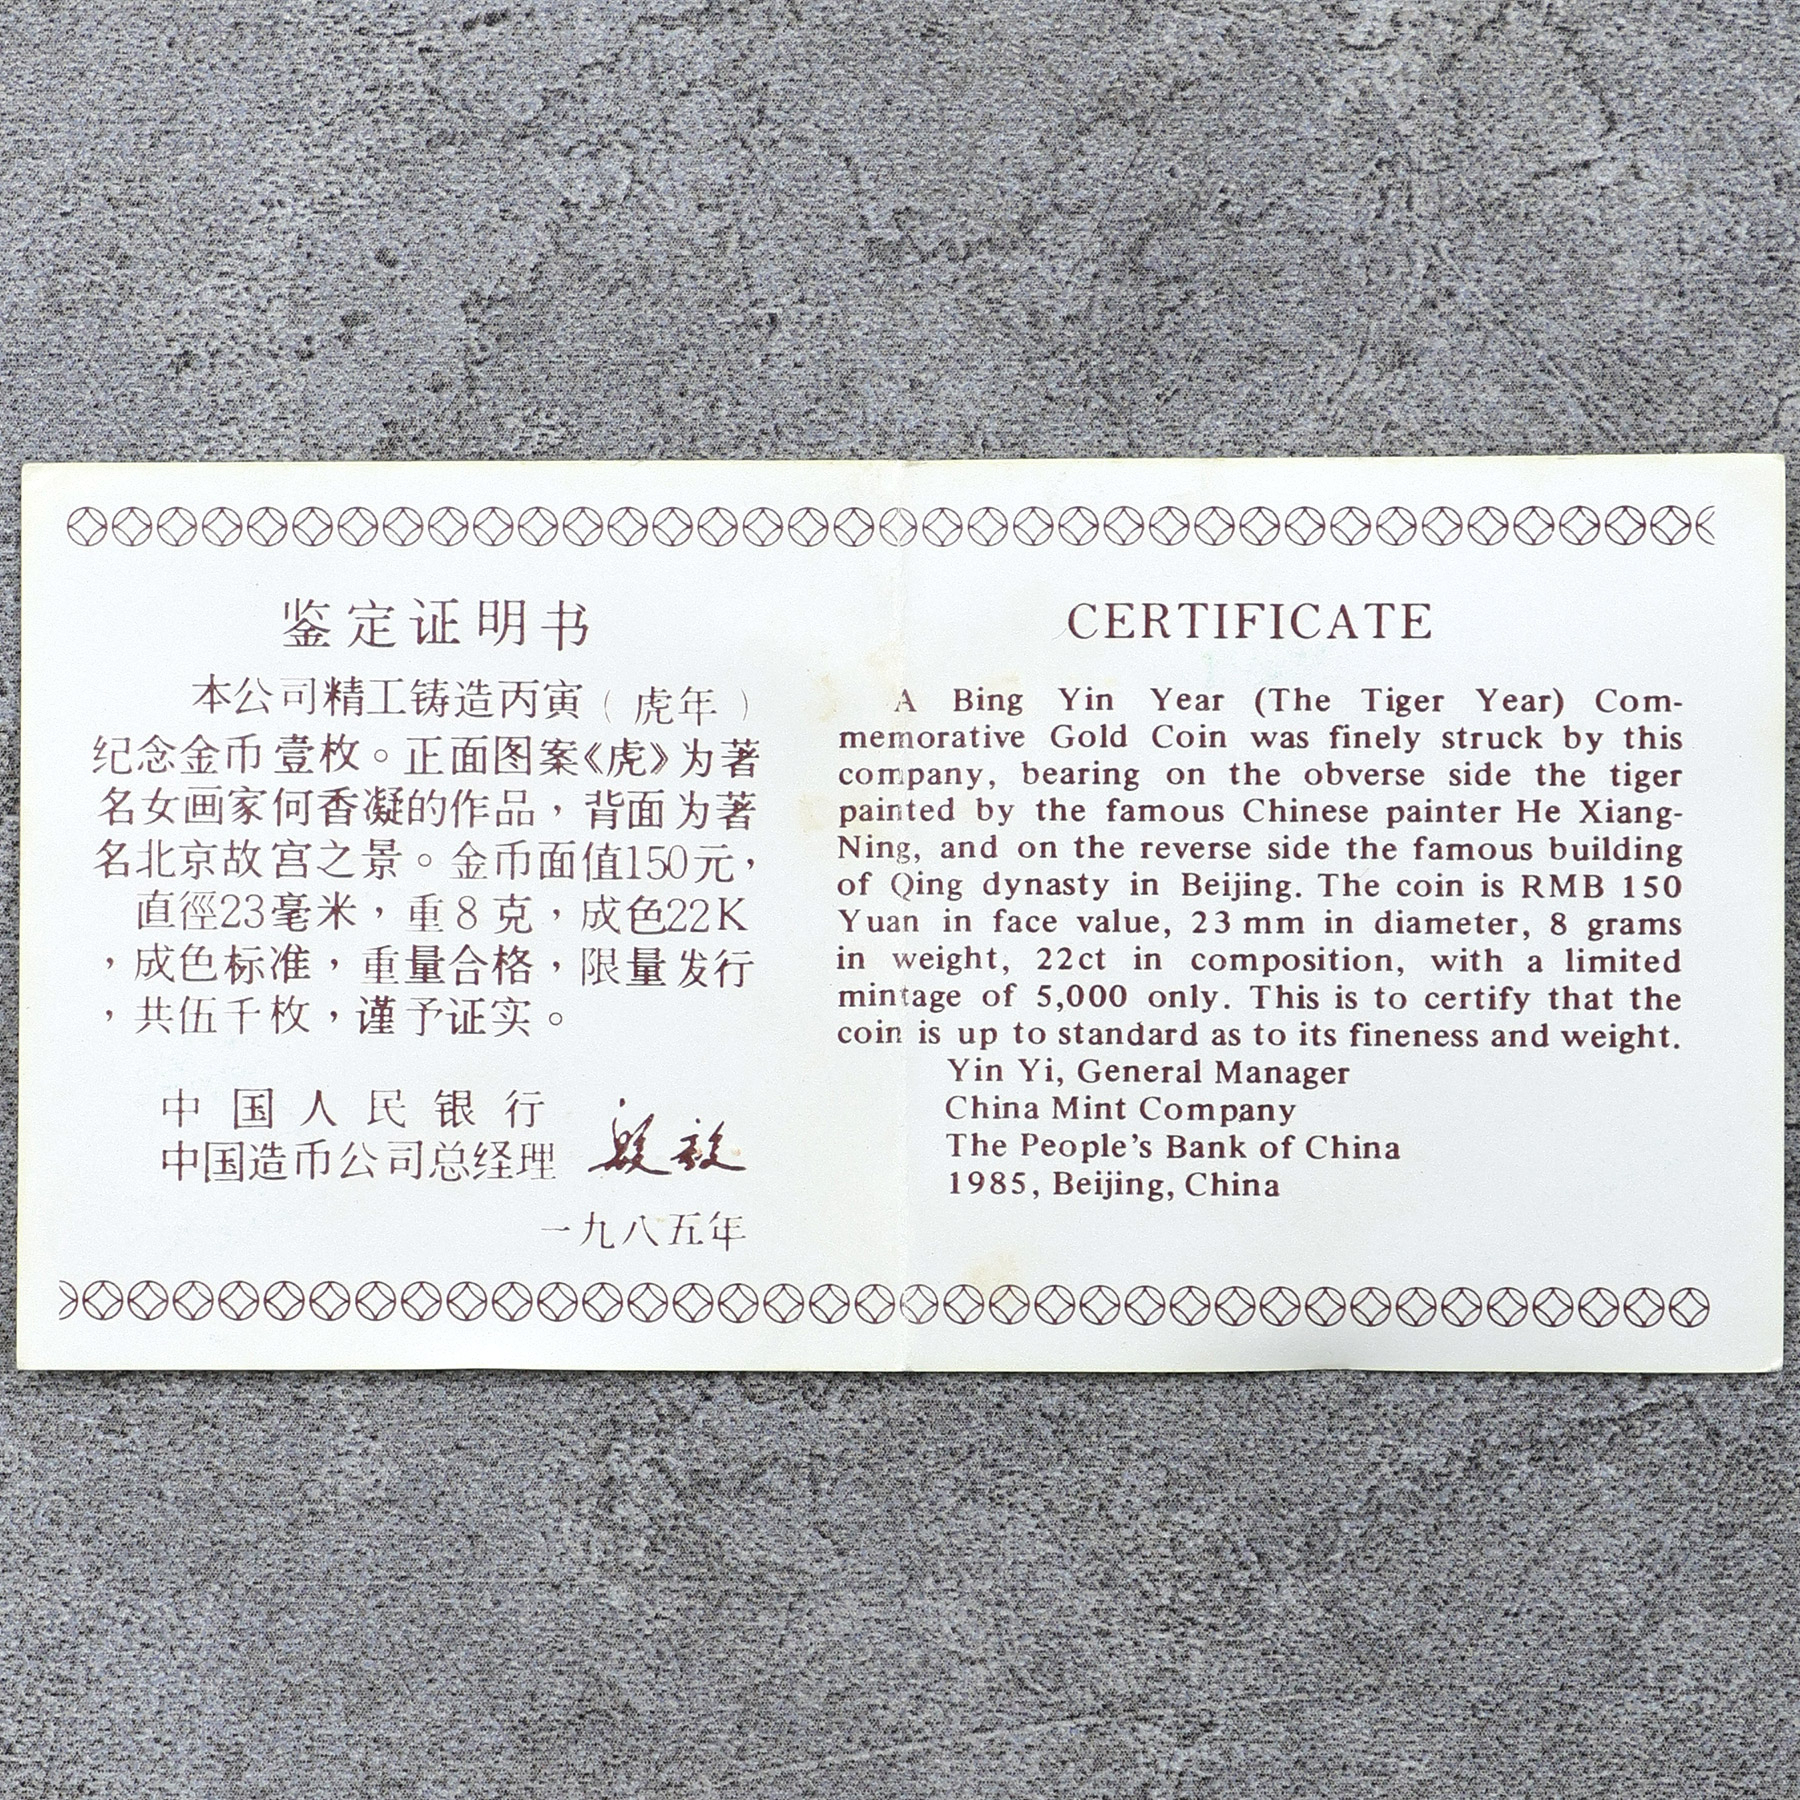 鉴定证明书
本公司精工铸造丙寅（虎年）
纪念金币壹枚。正面图案《虎》为著
名女画家何香凝的作品，背面为著
名北京故宫之景。金币面值150元，
直徑23毫米，重8克，成色22K
，成色标准，重量合格，限量发行
，共伍千枚，谨予证实。
中国人民银行
中国造币公司总经理 殷毅
一九八五年
CERTIFICATE
A Bing Yin Year (The Tiger Year) Com-
memorative Gold Coin was finely struck by this
company, bearing on the obverse side the tiger
painted by the famous Chinese painter He Xiang-
Ning, and on the reverse side the famous building
of Qing dynasty in Beijing. The coin is RMB 150
Yuan in face value, 23 mm in diameter, 8 grams
in weight, 22ct in composition, with a limited
mintage of 5,000 only. This is to certify that the
coin is up to standard as to its fineness and weight.
Yin Yi, General Manager
China Mint Company
The People's Bank of China
1985, Beijing, China